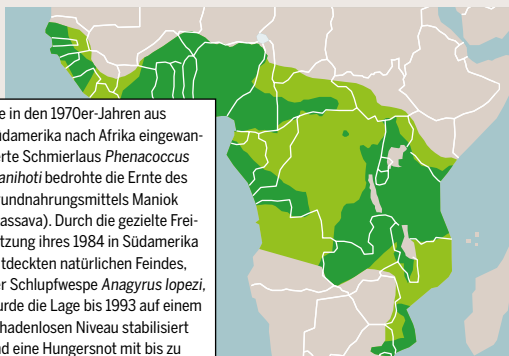 e in den 1970er-Jahren aus
damerika nach Afrika eingewan-
erte Schmierlaus Phenacoccus
anihoti bedrohte die Ernte des
rundnahrungsmittels Maniok
assava). Durch die gezielte Frei-
tzung ihres 1984 in Südamerika
tdeckten natürlichen Feindes,
er Schlupfwespe Anagyrus lopezi,
urde die Lage bis 1993 auf einem
hadenlosen Niveau stabilisiert
nd eine Hungersnot mit bis zu